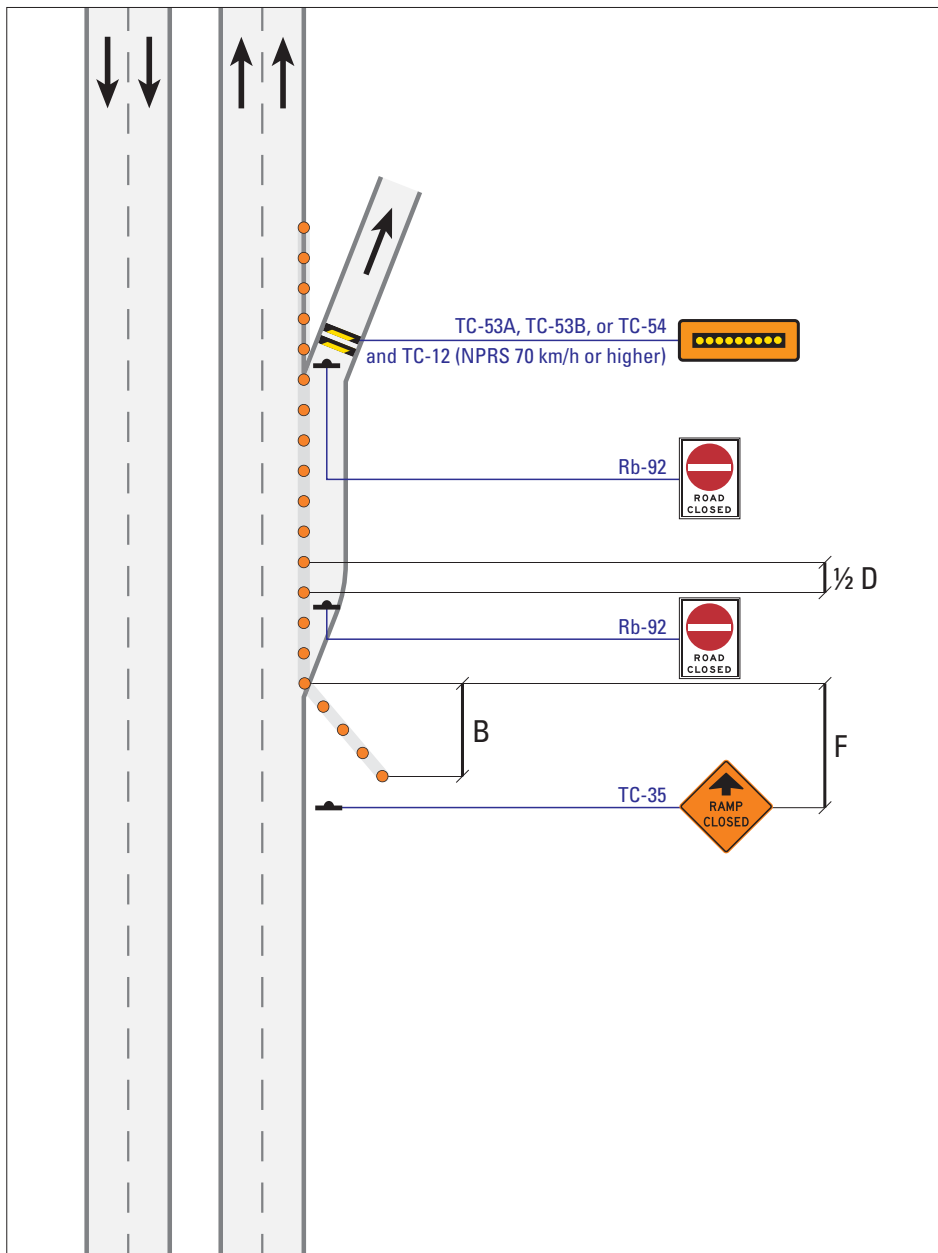 TC-53A, TC-53B, or TC-54
and TC-12 (NPRS 70 km/h or higher)
Rb-92
ROAD
CLOSED
½ D
Rb-92
ROAD
CLOSED
B
F
TC-35
RAMP
CLOSED